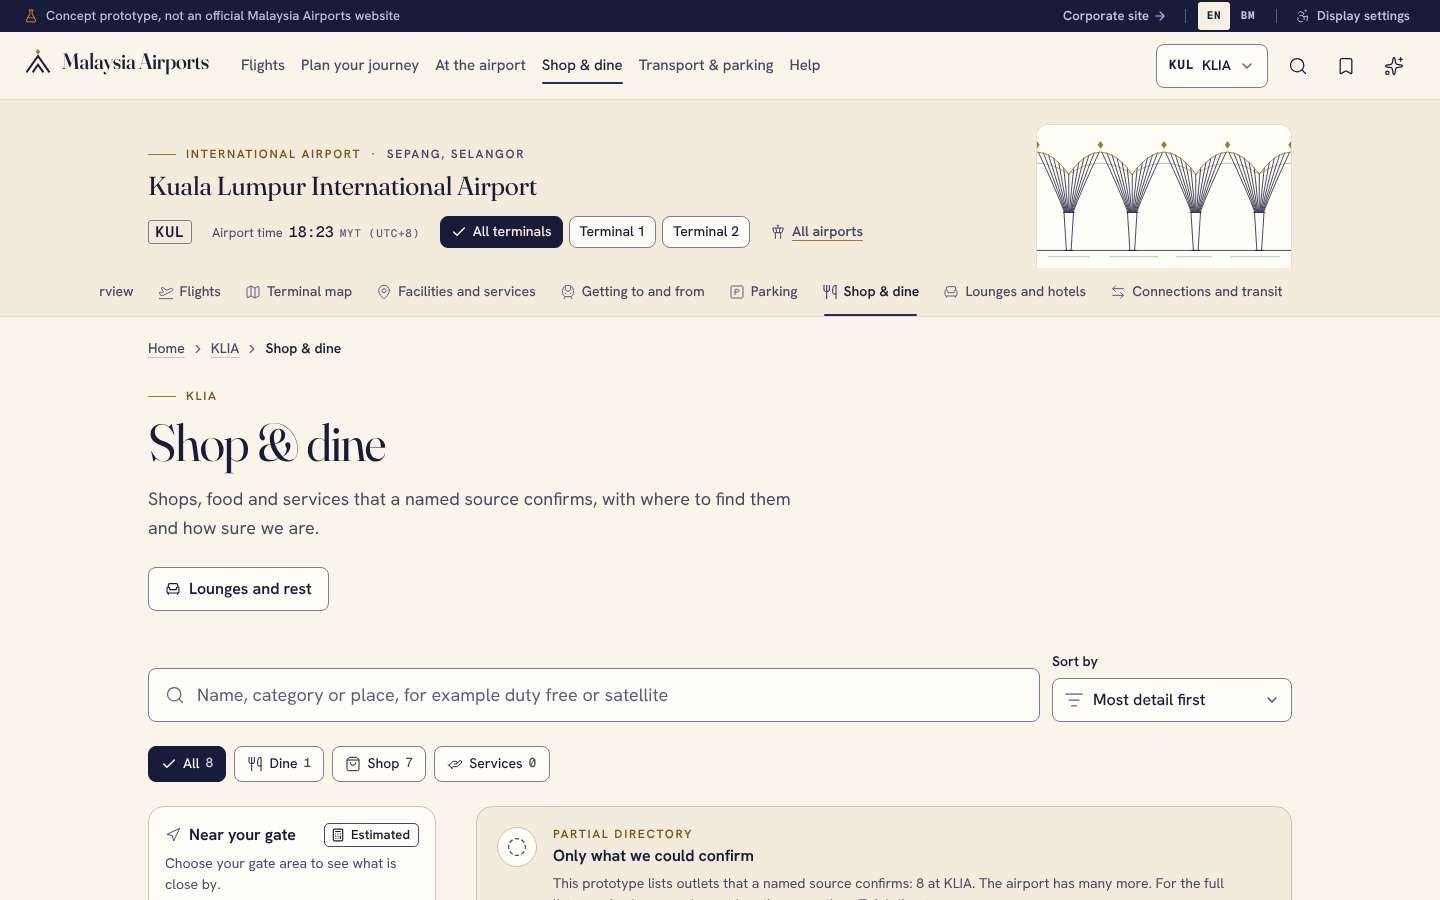 Concept prototype, not an official Malaysia Airports website
Corporate site
EN
BM
Display settings
Malaysia Airports
Flights
Plan your journey
At the airport
Shop & dine
Transport & parking
Help
KUL KLIA
INTERNATIONAL AIRPORT · SEPANG, SELANGOR
Kuala Lumpur International Airport
KUL
Airport time 18:23 MYT (UTC+8)
All terminals
Terminal 1
Terminal 2
All airports
rview
Flights
Terminal map
Facilities and services
Getting to and from
Parking
Shop & dine
Lounges and hotels
Connections and transit
Home
KLIA
Shop & dine
KLIA
Shop & dine
Shops, food and services that a named source confirms, with where to find them
and how sure we are.
Lounges and rest
Sort by
Name, category or place, for example duty free or satellite
Most detail first
All 8
Dine 1
Shop 7
Services 0
Near your gate
Estimated
Choose your gate area to see what is
close by.
PARTIAL DIRECTORY
Only what we could confirm
This prototype lists outlets that a named source confirms: 8 at KLIA. The airport has many more. For the full